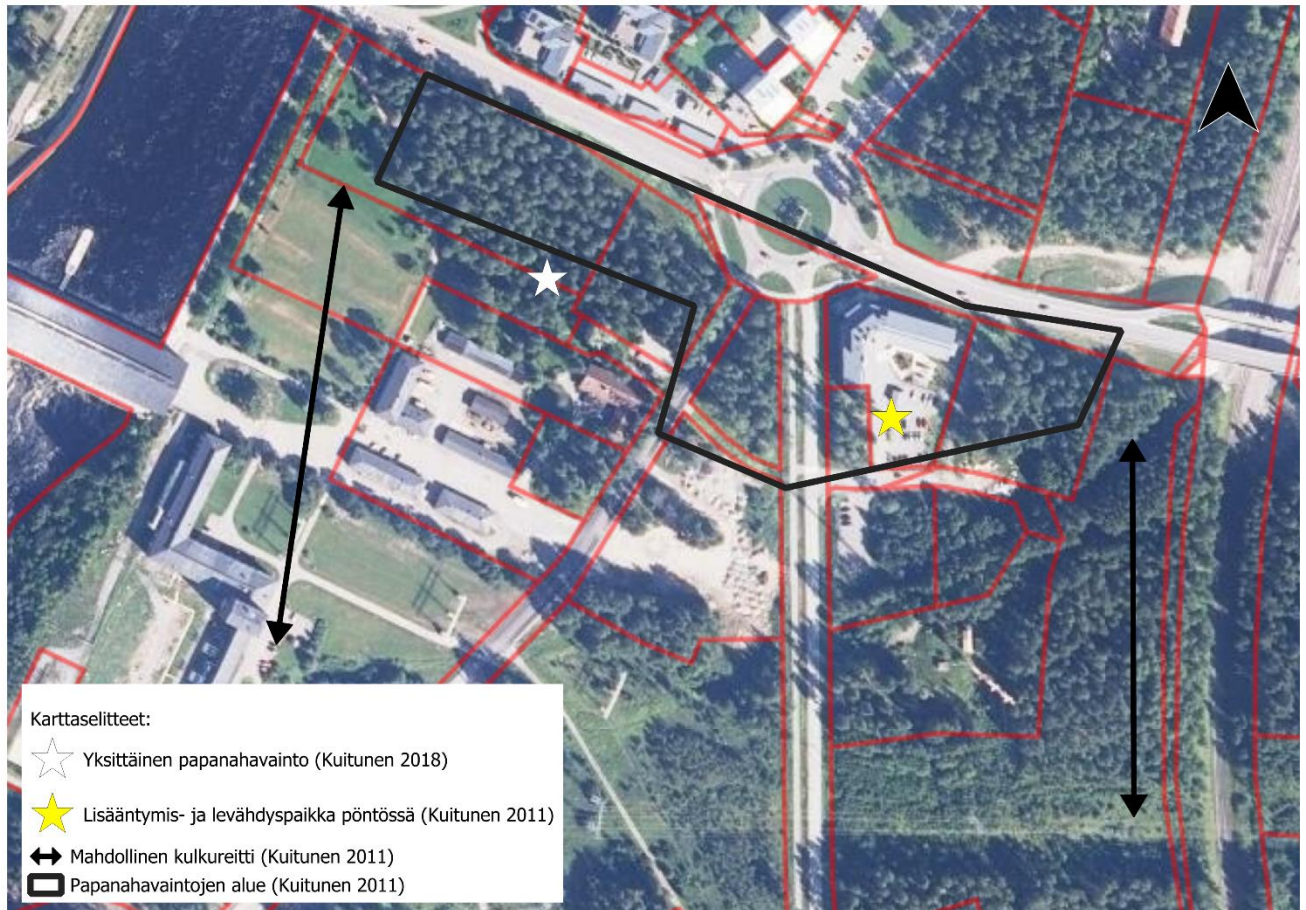 Karttaselitteet:
Yksittäinen papanahavainto (Kuitunen 2018)
Lisääntymis- ja levähdyspaikka pöntössä (Kuitunen 2011)
Mahdollinen kulkureitti (Kuitunen 2011)
Papanahavaintojen alue (Kuitunen 2011)